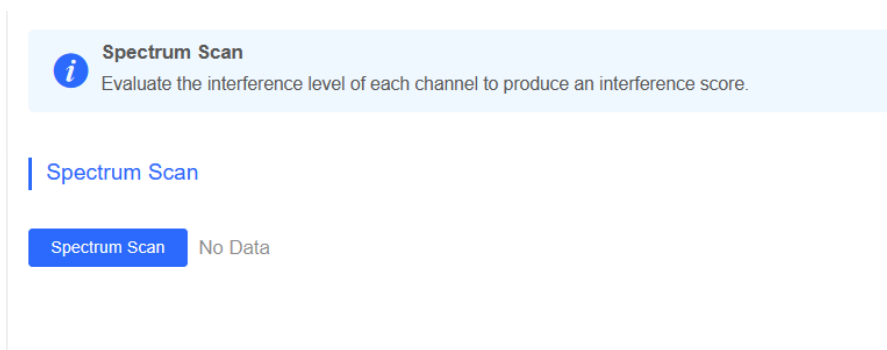 Spectrum Scan
Evaluate the interference level of each channel to produce an interference score.
Spectrum Scan
Spectrum Scan No Data